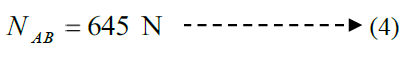 N_AB = 645 N ----------> (4)